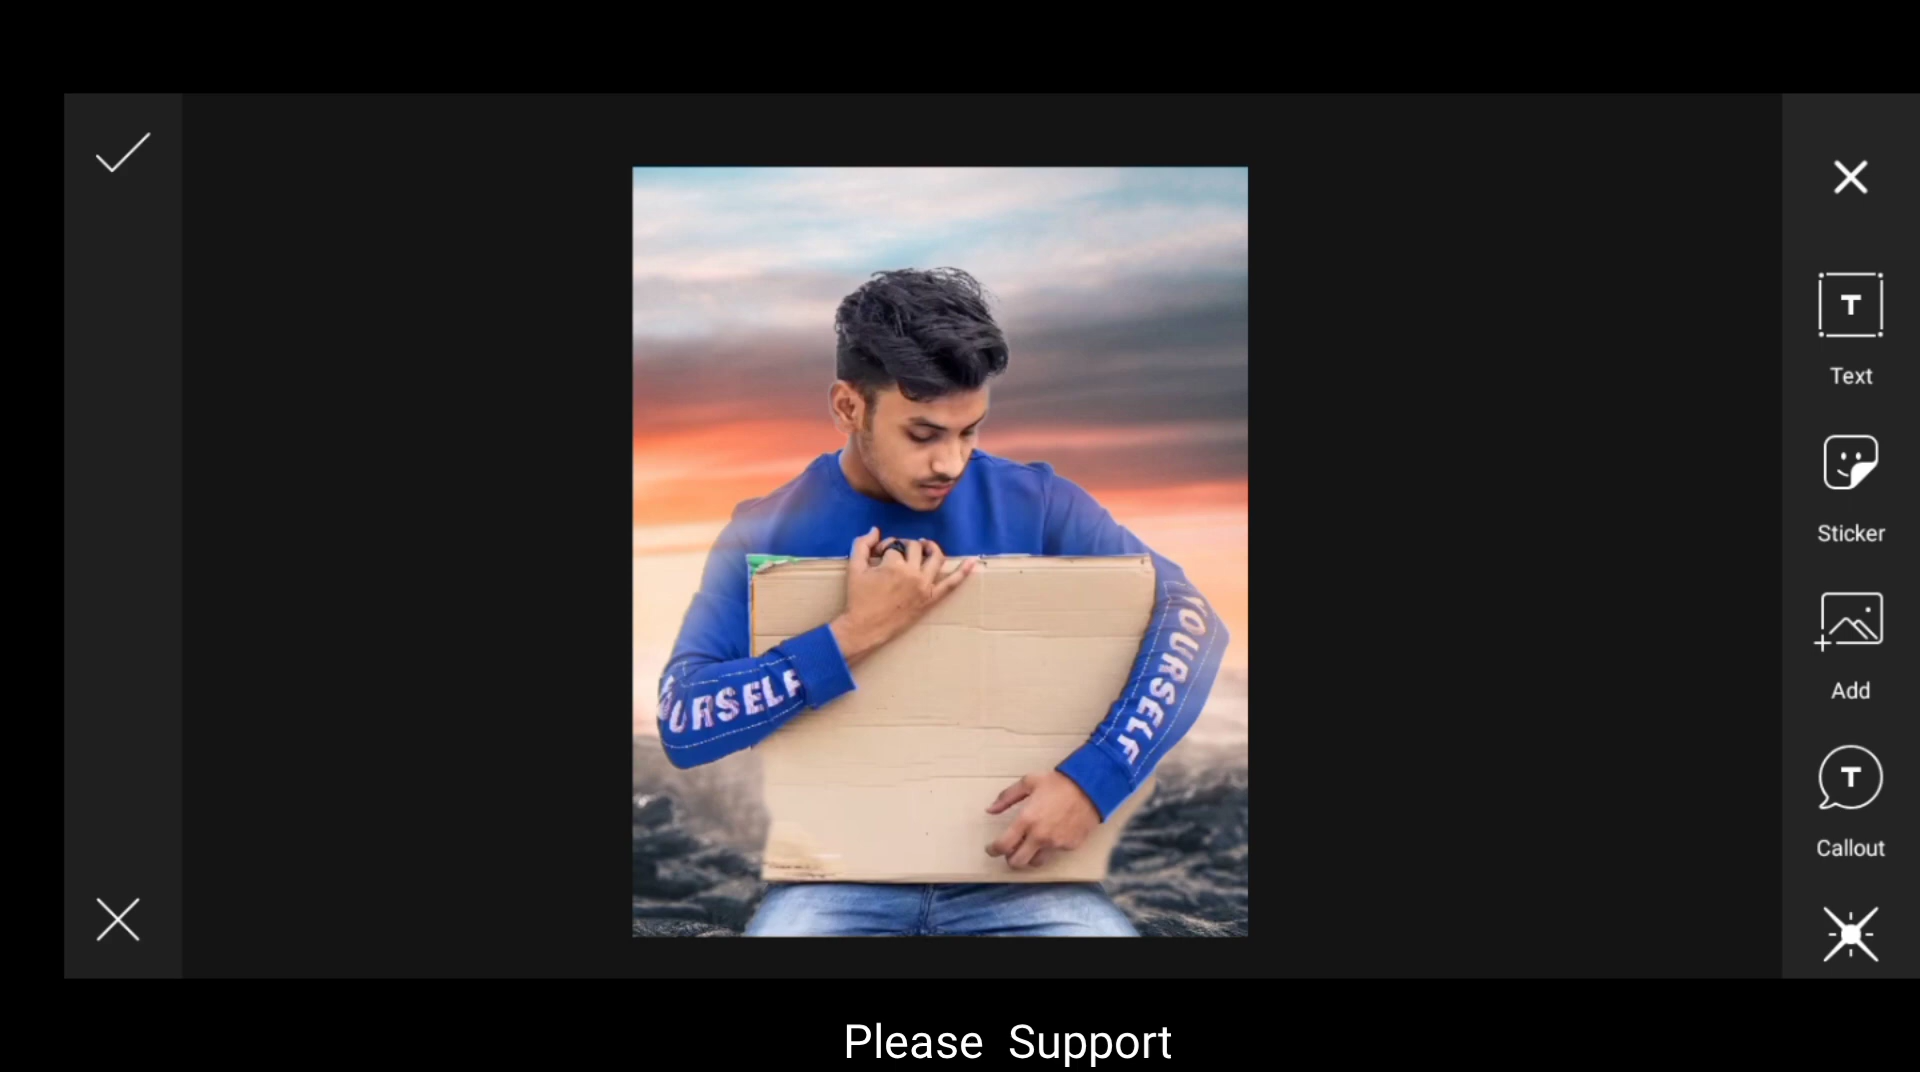 T
Text
Sticker
Add
T
Callout
URSELF
YOURSELF
Please Support